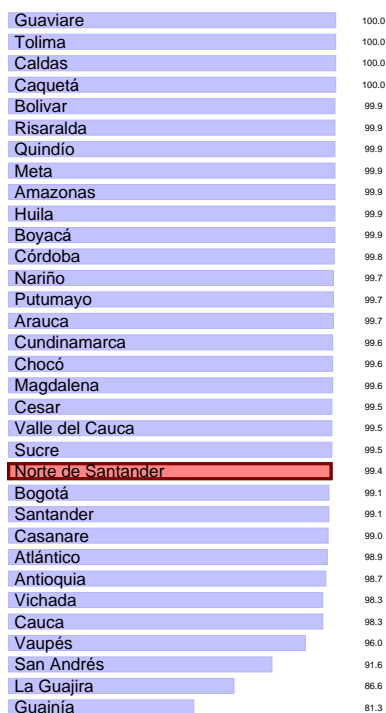 Guaviare 100.0
Tolima 100.0
Caldas 100.0
Caquetá 100.0
Bolivar 99.9
Risaralda 99.9
Quindío 99.9
Meta 99.9
Amazonas 99.9
Huila 99.9
Boyacá 99.9
Córdoba 99.8
Nariño 99.7
Putumayo 99.7
Arauca 99.7
Cundinamarca 99.6
Chocó 99.6
Magdalena 99.6
Cesar 99.5
Valle del Cauca 99.5
Sucre 99.5
Norte de Santander 99.4
Bogotá 99.1
Santander 99.1
Casanare 99.0
Atlántico 98.9
Antioquia 98.7
Vichada 98.3
Cauca 98.3
Vaupés 96.0
San Andrés 91.6
La Guajira 86.6
Guainía 81.3